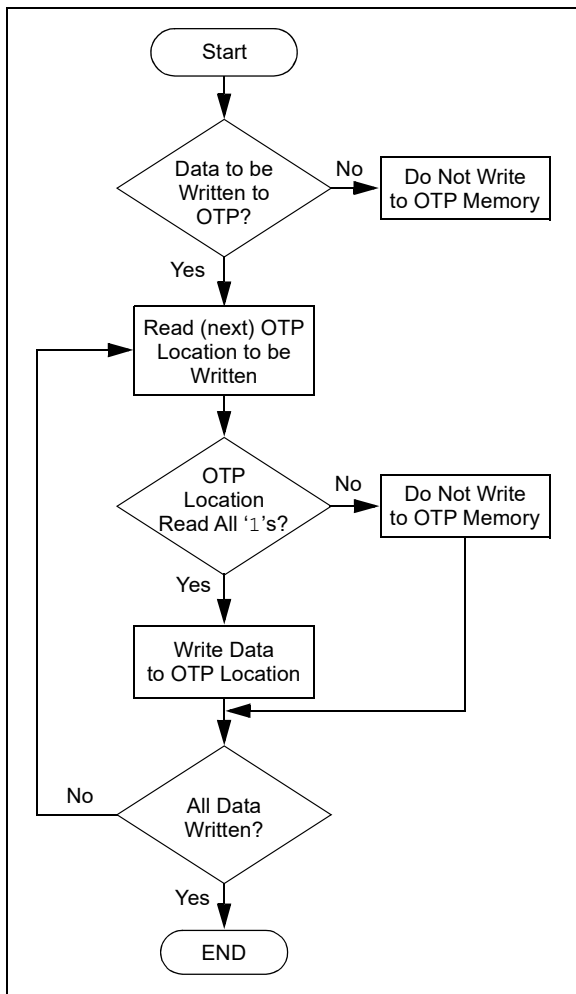 Start
Data to be
Written to
OTP?
No
Do Not Write
to OTP Memory
Yes
Read (next) OTP
Location to be
Written
OTP
Location
Read All ‘1’s?
No
Do Not Write
to OTP Memory
Yes
Write Data
to OTP Location
No
All Data
Written?
Yes
END